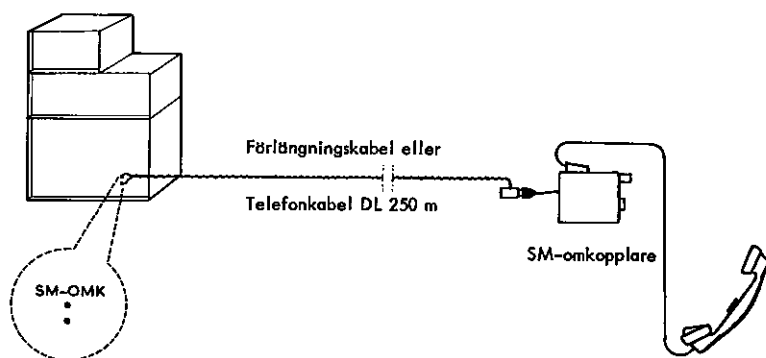 Förlängningskabel eller
Telefonkabel DL 250 m
SM-omkopplare
SM-OMK